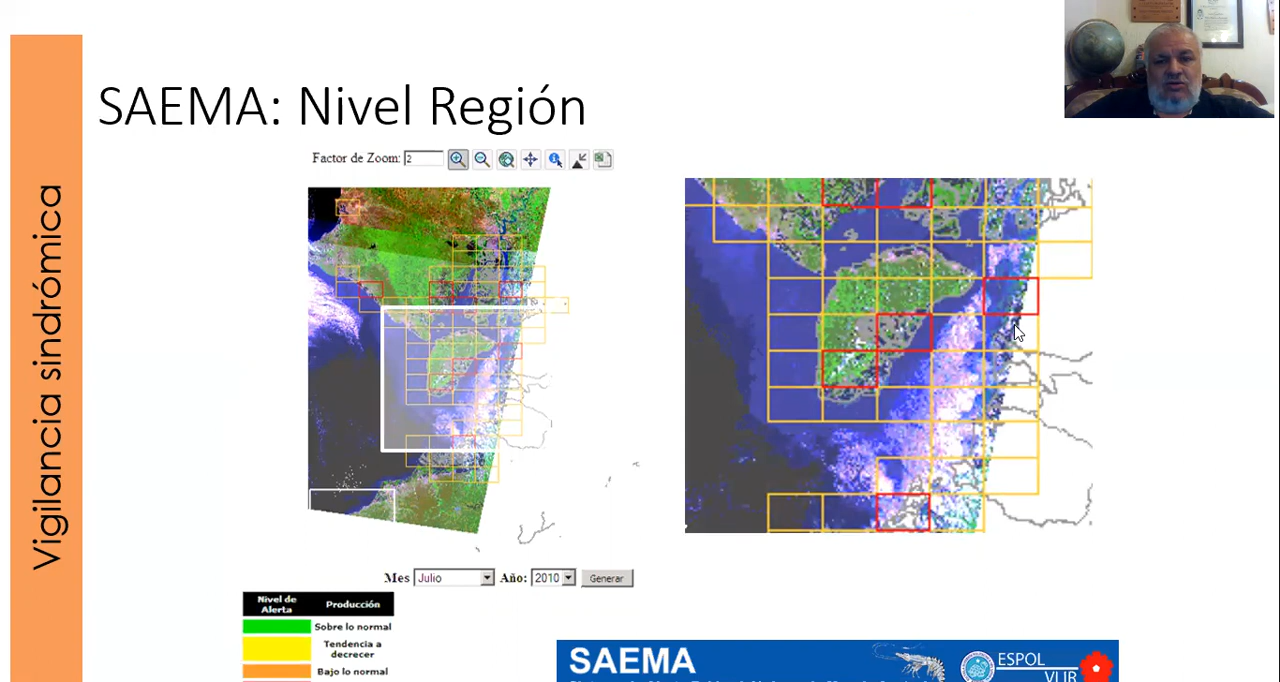 Vigilancia sindrómica
SAEMA: Nivel Región
Factor de Zoom: 2
Mes Julio Año: 2010 Generar
Nivel de Alerta Producción
Sobre lo normal
Tendencia a
decrecer
Bajo lo normal
SAEMA
ESPOL
VLIR